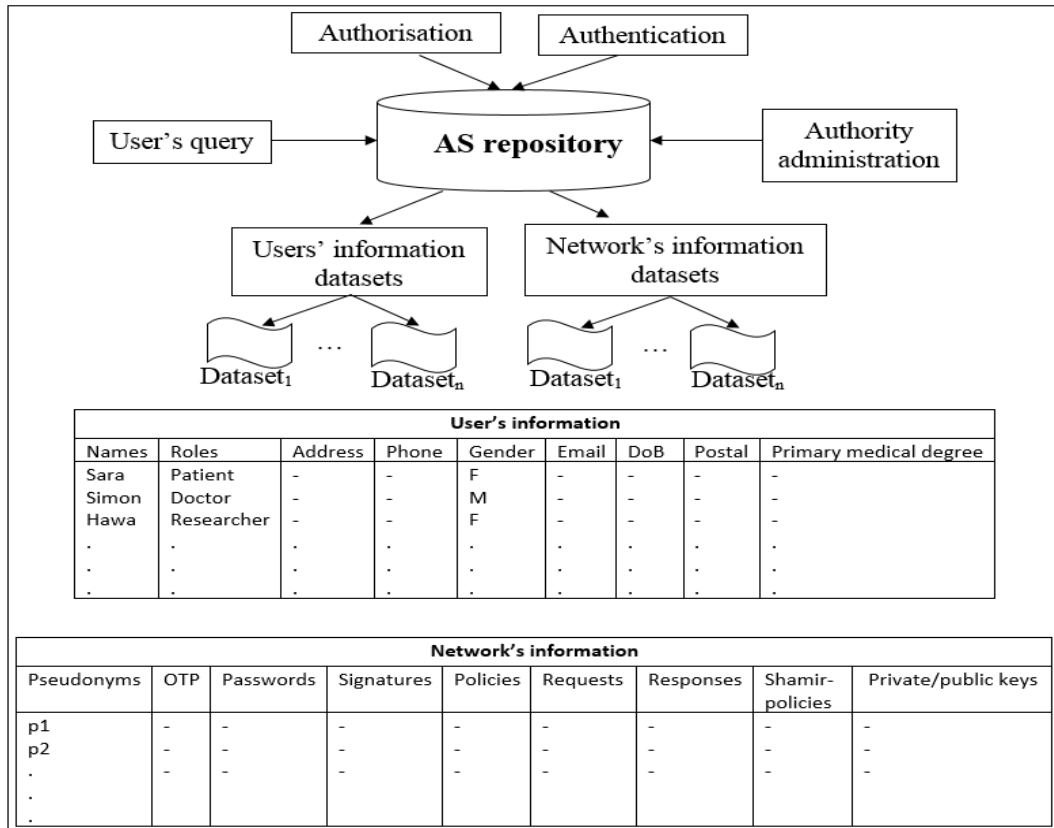 Authorisation
Authentication
User's query
AS repository
Authority
administration
Users' information
datasets
Network's information
datasets
Dataset1 ... Datasetn
Dataset1 ... Datasetn
User's information
Names Roles Address Phone Gender Email DoB Postal Primary medical degree
Sara Patient - - F - - - -
Simon Doctor - - M - - - -
Hawa Researcher - - F - - - -
. . . . . . . . .
. . . . . . . . .
. . . . . . . . .
Network's information
Pseudonyms OTP Passwords Signatures Policies Requests Responses Shamir- Private/public keys
policies
p1 - - - - - - - -
p2 - - - - - - - -
. - - - - - - - -
.
.